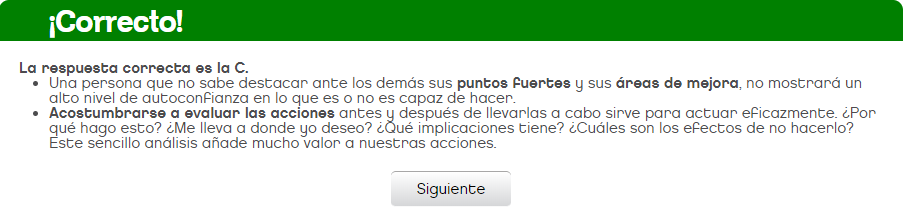 ¡Correcto!
La respuesta correcta es la C.
• Una persona que no sabe destacar ante los demás sus puntos fuertes y sus áreas de mejora, no mostrará un
alto nivel de autoconfianza en lo que es o no es capaz de hacer.
• Acostumbrarse a evaluar las acciones antes y después de llevarlas a cabo sirve para actuar eficazmente. ¿Por
qué hago esto? ¿Me lleva a donde yo deseo? ¿Qué implicaciones tiene? ¿Cuáles son los efectos de no hacerlo?
Este sencillo análisis añade mucho valor a nuestras acciones.
Siguiente